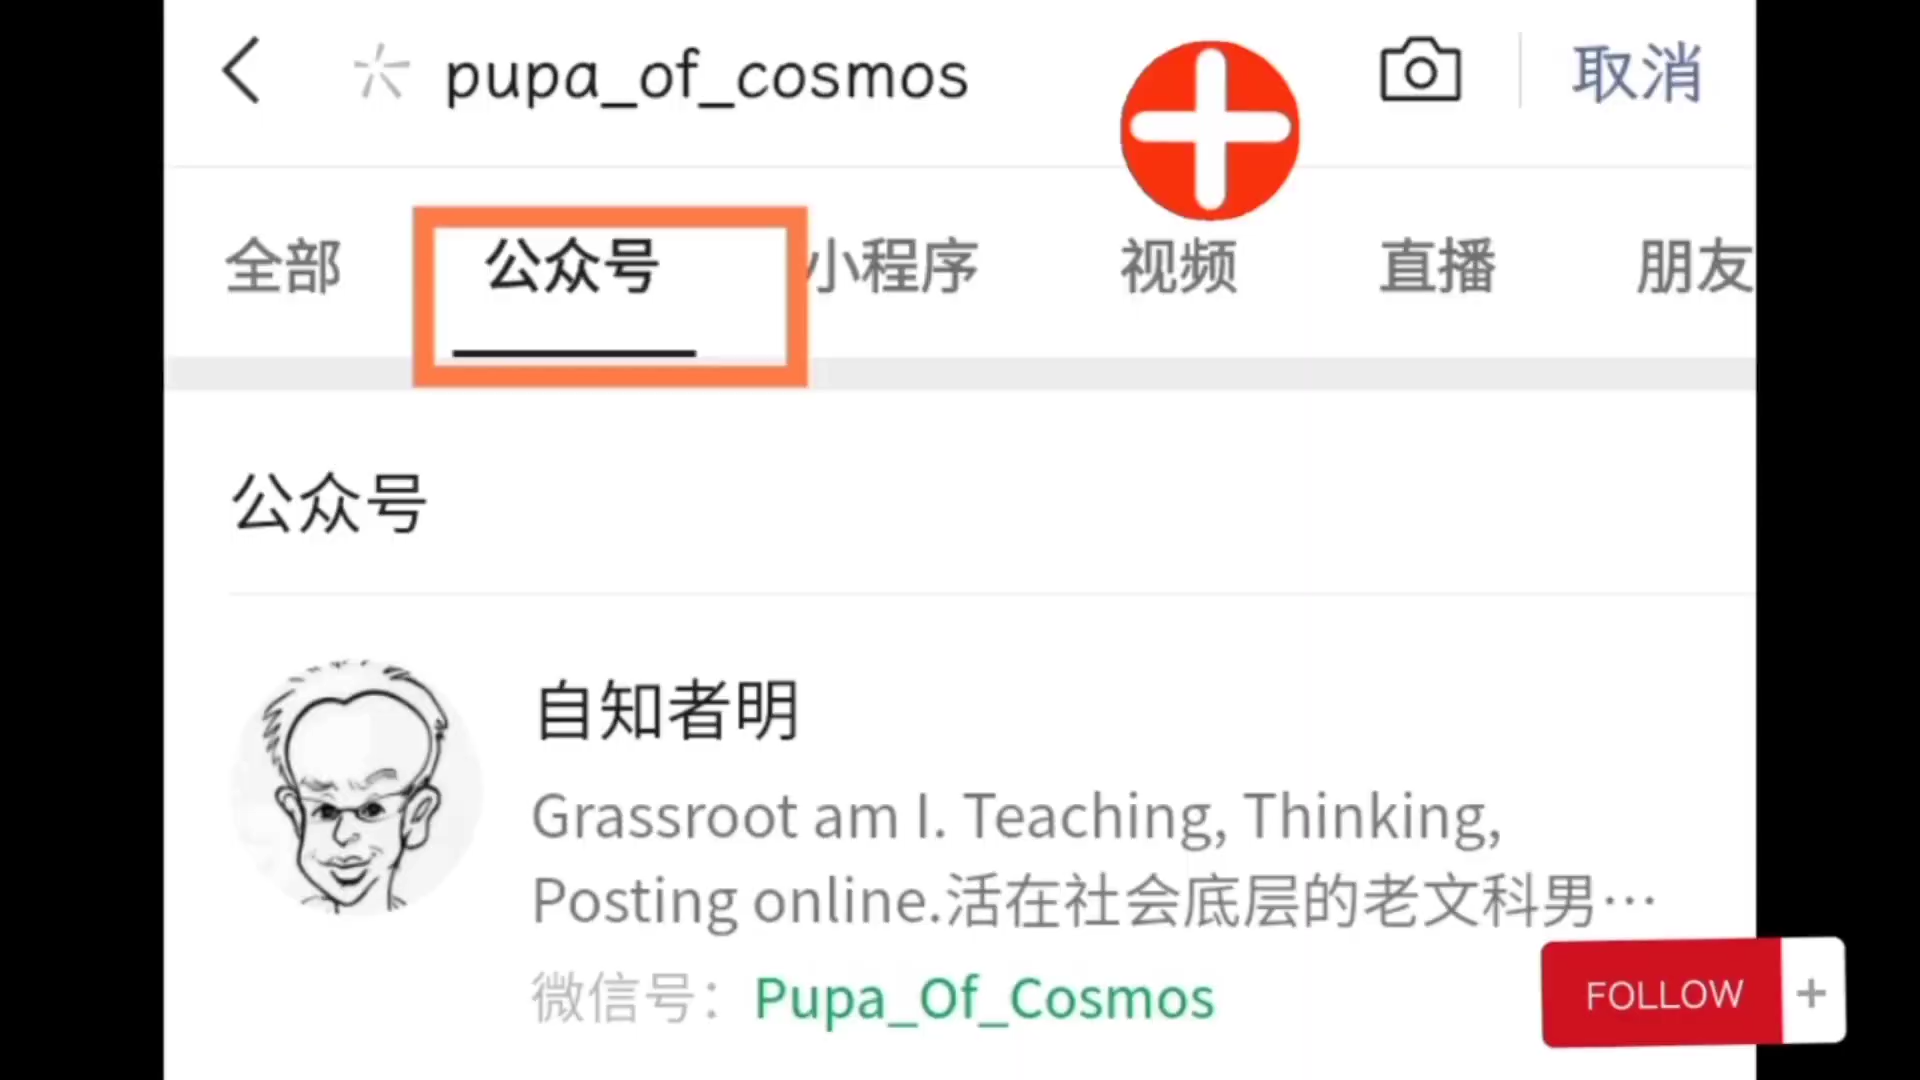 pupa_of_cosmos 取消
全部 公众号 小程序 视频 直播 朋友
公众号
自知者明
Grassroot am I. Teaching, Thinking,
Posting online.活在社会底层的老文科男…
微信号: Pupa_Of_Cosmos
FOLLOW +